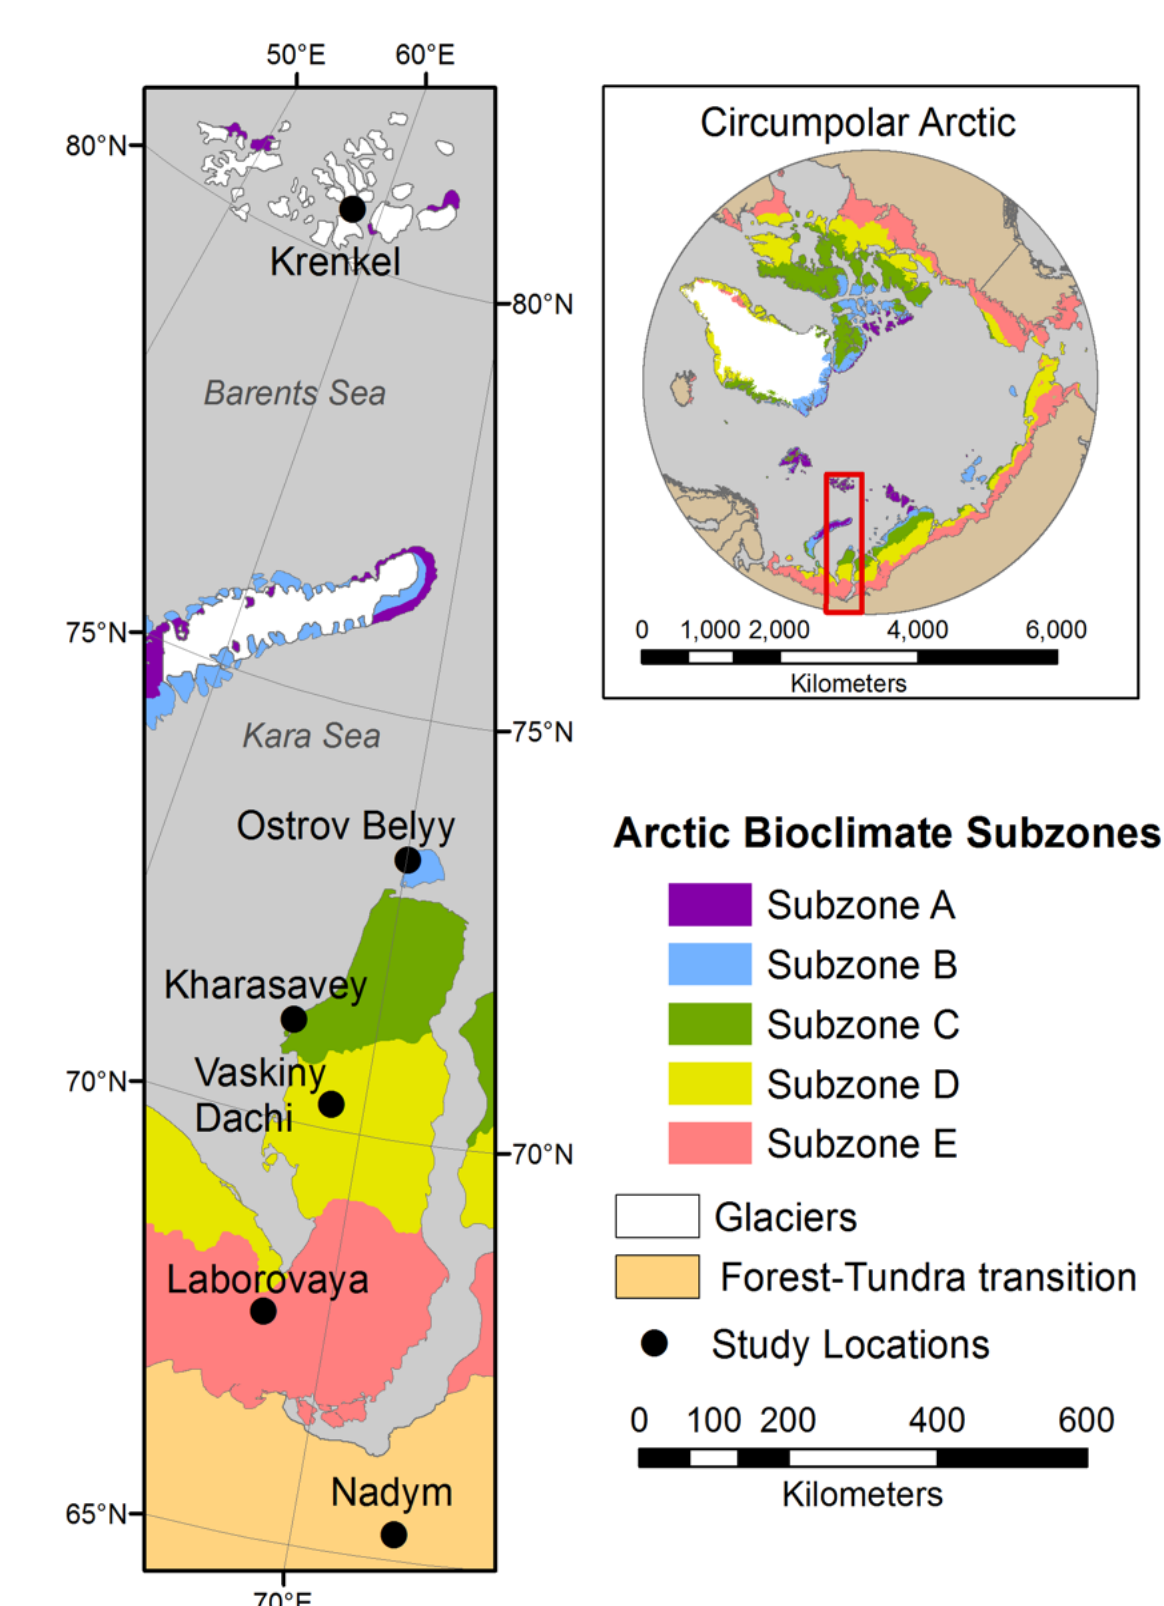 50°E 60°E
80°N
Krenkel
80°N
Barents Sea
75°N
Kara Sea
75°N
Ostrov Belyy
Kharasavey
Vaskiny
Dachi
70°N
70°N
Laborovaya
Nadym
65°N
70°E
Circumpolar Arctic
0 1,000 2,000 4,000 6,000
Kilometers
Arctic Bioclimate Subzones
Subzone A
Subzone B
Subzone C
Subzone D
Subzone E
Glaciers
Forest-Tundra transition
Study Locations
0 100 200 400 600
Kilometers